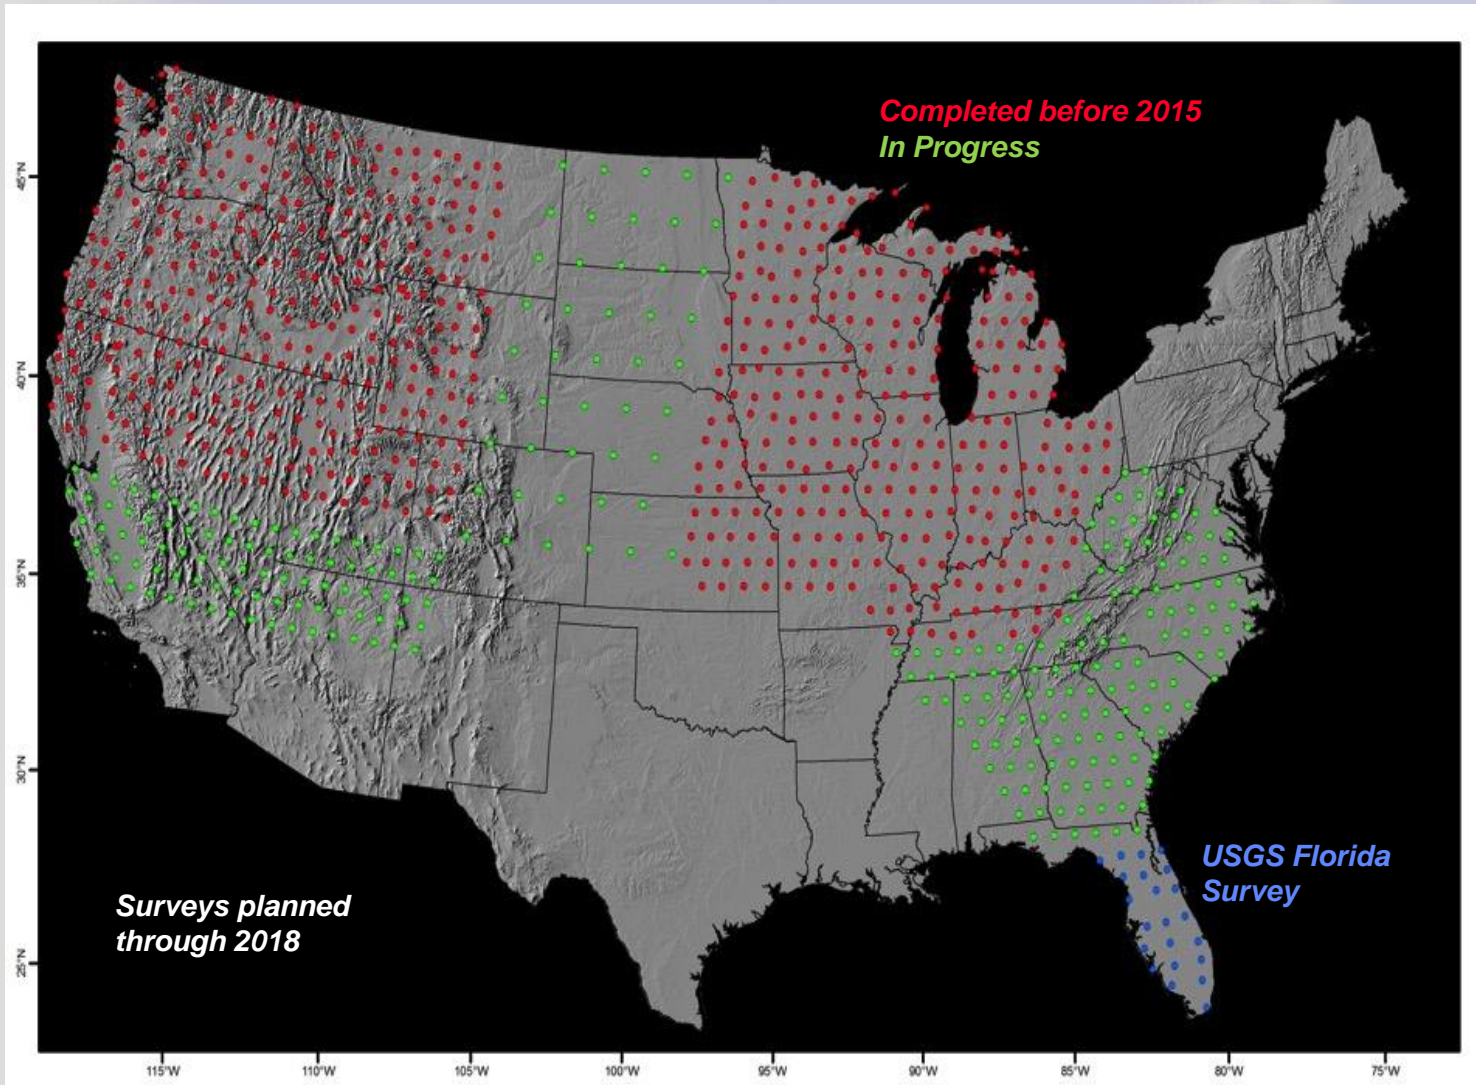 Completed before 2015
In Progress
45°N
40°N
35°N
30°N
25°N
USGS Florida
Survey
Surveys planned
through 2018
115°W
110°W
105°W
100°W
95°W
90°W
85°W
80°W
75°W